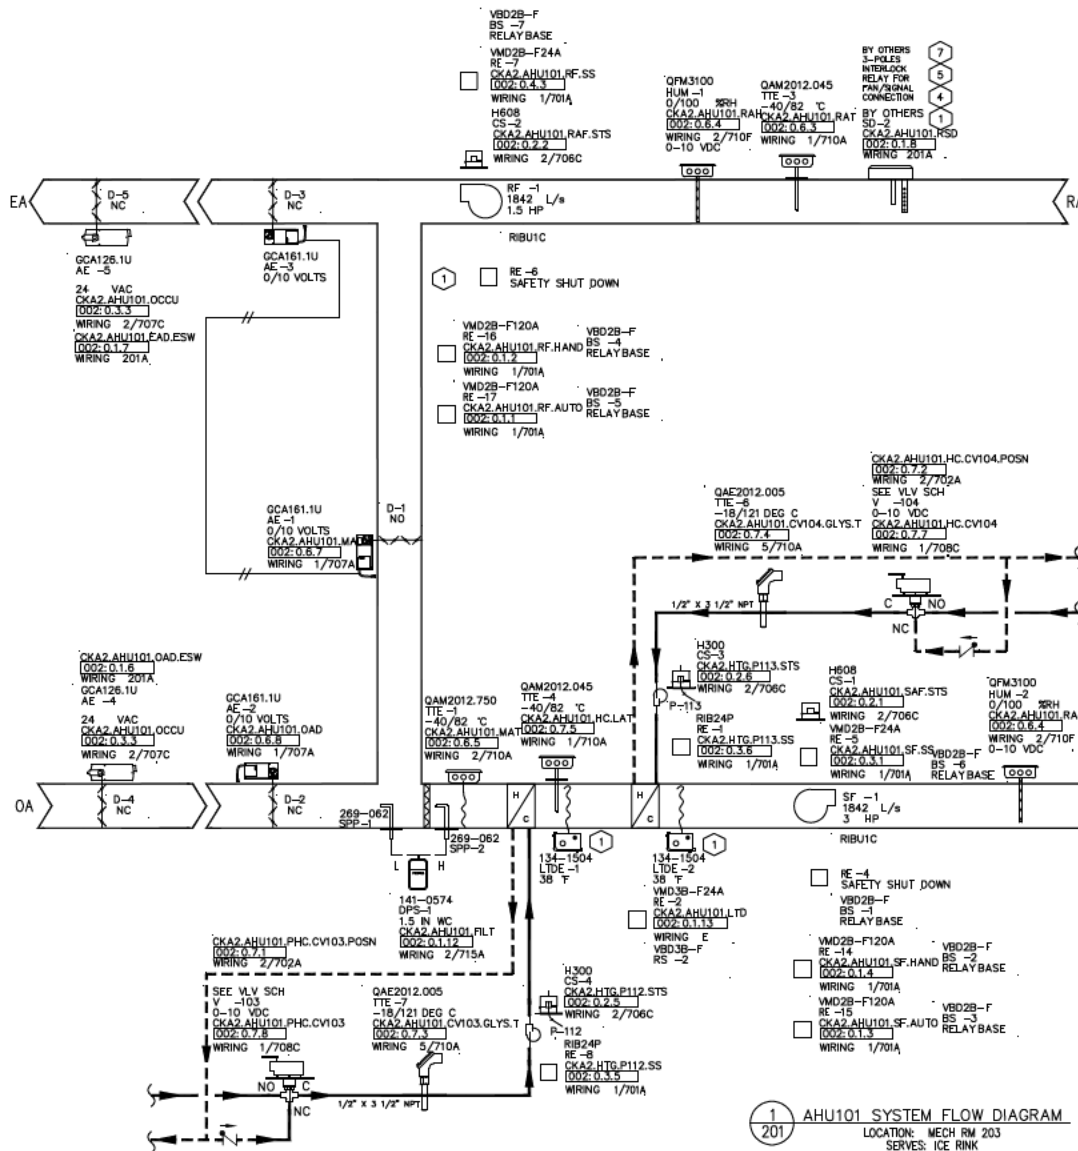 VBD2B-F
BS -7
RELAY BASE
VMD2B-F24A
RE -7
CKA2.AHU101.RF.SS
002: 0.4.3
WIRING 1/701A
H608
CS-2
CKA2.AHU101.RAF.STS
002: 0.2.2
WIRING 2/706C
QFM3100
HUM -1
0/100 %RH
CKA2.AHU101.RAH
002: 0.6.4
WIRING 2/710F
0-10 VDC
QAM2012.045
TTE -3
-40/82 °C
CKA2.AHU101.RAT
002: 0.6.3
WIRING 1/710A
BY OTHERS
3-POLES
INTERLOCK
RELAY FOR
FAN/SIGNAL
CONNECTION
7
5
4
1
BY OTHERS
SD-2
CKA2.AHU101.RSD
002: 0.1.8
WIRING 201A
EA
D-5
NC
D-3
NC
RF -1
1842 L/s
1.5 HP
RIBU1C
GCA126.1U
AE -5
24 VAC
CKA2.AHU101.OCCU
002: 0.3.3
WIRING 2/707C
CKA2.AHU101.EAD.ESW
002: 0.1.7
WIRING 201A
GCA161.1U
AE-3
0/10 VOLTS
1
RE -6
SAFETY SHUT DOWN
VMD2B-F120A
RE -16
CKA2.AHU101.RF.HAND
002: 0.1.2
WIRING 1/701A
VBD2B-F
BS -4
RELAY BASE
VMD2B-F120A
RE -17
CKA2.AHU101.RF.AUTO
002: 0.1.1
WIRING 1/701A
VBD2B-F
BS -5
RELAY BASE
GCA161.1U
AE -1
0/10 VOLTS
CKA2.AHU101.MA
002: 0.6.7
WIRING 1/707A
D-1
NO
QAE2012.005
TTE -6
-18/121 DEG C
CKA2.AHU101.CV104.GLYS.T
002: 0.7.4
WIRING 5/710A
CKA2.AHU101.HC.CV104.POSN
002: 0.7.2
WIRING 2/702A
SEE VLV SCH
V -104
0-10 VDC
CKA2.AHU101.HC.CV104
002: 0.7.7
WIRING 1/708C
1/2" X 3 1/2" NPT
C
NO
NC
CKA2.AHU101.OAD.ESW
002: 0.1.6
WIRING 201A
GCA126.1U
AE -4
24 VAC
CKA2.AHU101.OCCU
002: 0.3.3
WIRING 2/707C
GCA161.1U
AE -2
0/10 VOLTS
CKA2.AHU101.OAD
002: 0.6.8
WIRING 1/707A
QAM2012.750
TTE -1
-40/82 °C
CKA2.AHU101.MAT
002: 0.6.5
WIRING 2/710A
QAM2012.045
TTE -4
-40/82 °C
CKA2.AHU101.HC.LAT
002: 0.7.5
WIRING 1/710A
H300
CS-3
CKA2.HTG.P113.STS
002: 0.2.6
WIRING 2/706C
P-113
RIB24P
RE -1
CKA2.HTG.P113.SS
002: 0.3.6
WIRING 1/701A
H608
CS-1
CKA2.AHU101.SAF.STS
002: 0.2.1
WIRING 2/706C
VMD2B-F24A
RE -5
CKA2.AHU101.SF.SS
002: 0.3.1
WIRING 1/701A
VBD2B-F
BS -6
RELAY BASE
QFM3100
HUM -2
0/100 %RH
CKA2.AHU101.RA
002: 0.6.4
WIRING 2/710F
0-10 VDC
OA
D-4
NC
D-2
NC
269-062
SPP-1
269-062
SPP-2
H
C
H
C
SF -1
1842 L/s
3 HP
RIBU1C
L
H
141-0574
DPS-1
1.5 IN WC
CKA2.AHU101.FILT
002: 0.1.12
WIRING 2/715A
134-1504
LTDE -1
38 °F
1
134-1504
LTDE -2
38 °F
1
VMD3B-F24A
RE -2
CKA2.AHU101.LTD
002: 0.1.13
WIRING E
VBD3B-F
RS -2
RE -4
SAFETY SHUT DOWN
VBD2B-F
BS -1
RELAY BASE
VMD2B-F120A
RE -14
CKA2.AHU101.SF.HAND
002: 0.1.4
WIRING 1/701A
VBD2B-F
BS -2
RELAY BASE
VMD2B-F120A
RE -15
CKA2.AHU101.SF.AUTO
002: 0.1.3
WIRING 1/701A
VBD2B-F
BS -3
RELAY BASE
CKA2.AHU101.PHC.CV103.POSN
002: 0.7.1
WIRING 2/702A
SEE VLV SCH
V -103
0-10 VDC
CKA2.AHU101.PHC.CV103
002: 0.7.8
WIRING 1/708C
QAE2012.005
TTE -7
-18/121 DEG C
CKA2.AHU101.CV103.GLYS.T
002: 0.7.3
WIRING 5/710A
H300
CS-4
CKA2.HTG.P112.STS
002: 0.2.5
WIRING 2/706C
P-112
RIB24P
RE -8
CKA2.HTG.P112.SS
002: 0.3.5
WIRING 1/701A
NO
C
NC
1/2" X 3 1/2" NPT
1
201
AHU101 SYSTEM FLOW DIAGRAM
LOCATION: MECH RM 203
SERVES: ICE RINK